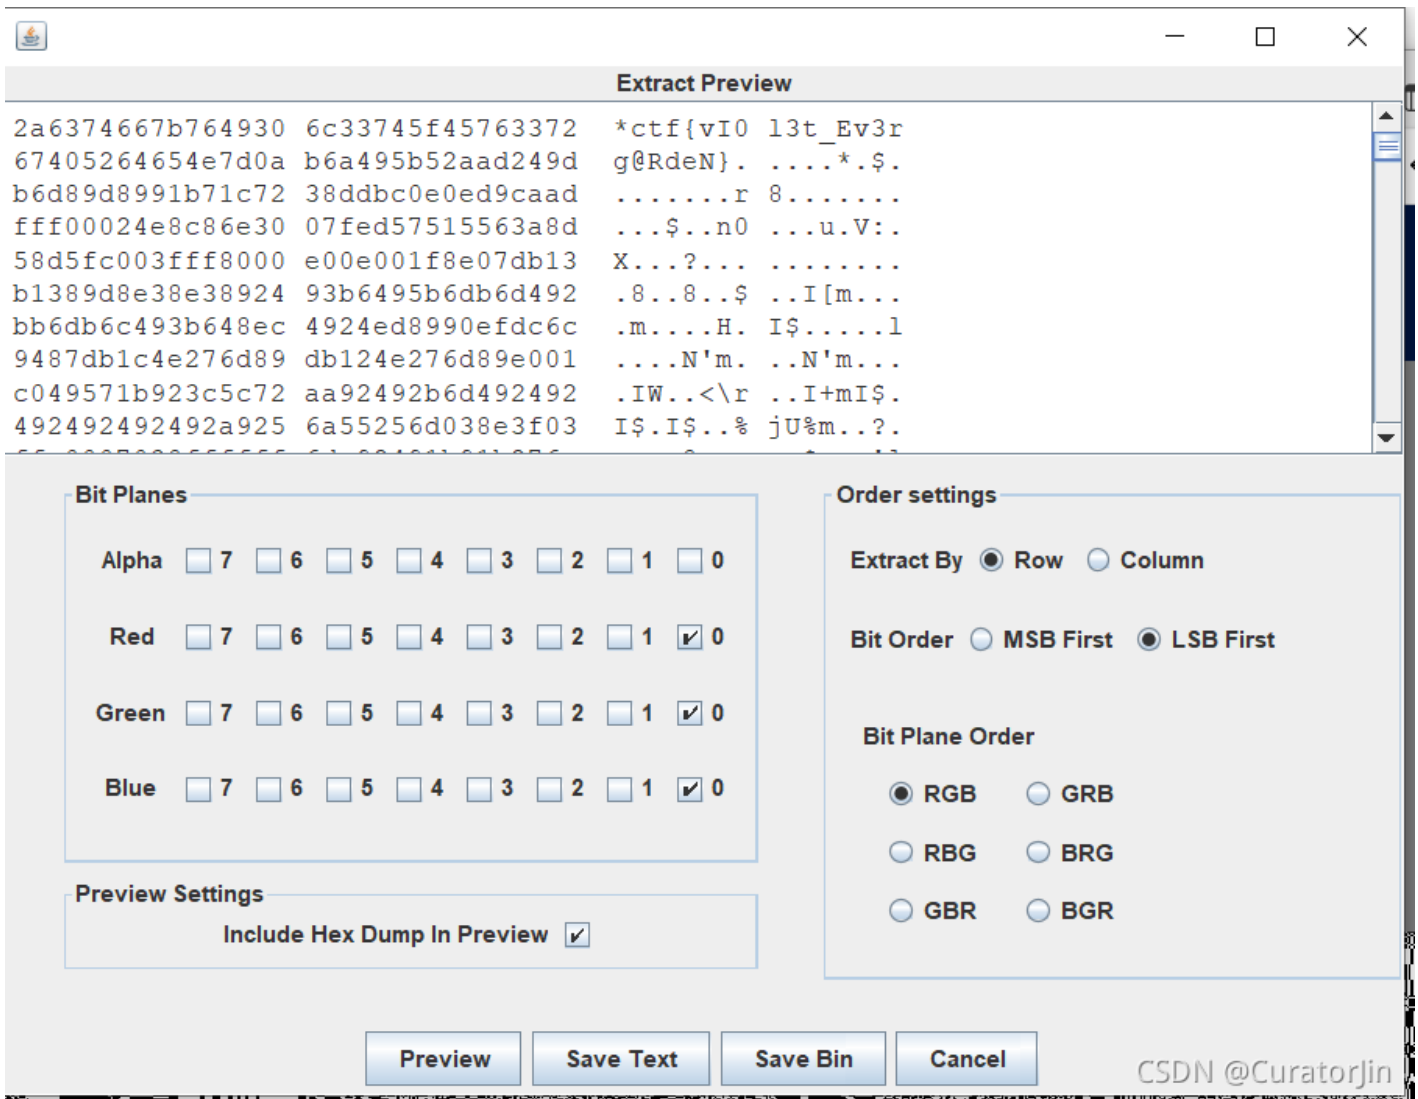 Extract Preview
2a6374667b764930 6c33745f45763372 *ctf{vI0 l3t_Ev3r
67405264654e7d0a b6a495b52aad249d g@RdeN}. ....*.$.
b6d89d8991b71c72 38ddbc0e0ed9caad .......r 8.......
fff00024e8c86e30 07fed57515563a8d ...$..n0 ...u.V:.
58d5fc003fff8000 e00e001f8e07db13 X...?... ........
b1389d8e38e38924 93b6495b6db6d492 .8..8..$ ..I[m...
bb6db6c493b648ec 4924ed8990efdc6c .m....H. I$.....l
9487db1c4e276d89 db124e276d89e001 ....N'm. ..N'm...
c049571b923c5c72 aa92492b6d492492 .IW..<\r ..I+mI$.
492492492492a925 6a55256d038e3f03 I$.I$..% jU%m..?.
Bit Planes
Alpha 7 6 5 4 3 2 1 0
Red 7 6 5 4 3 2 1 0
Green 7 6 5 4 3 2 1 0
Blue 7 6 5 4 3 2 1 0
Preview Settings
Include Hex Dump In Preview
Order settings
Extract By Row Column
Bit Order MSB First LSB First
Bit Plane Order
RGB GRB
RBG BRG
GBR BGR
Preview Save Text Save Bin Cancel
CSDN @CuratorJin